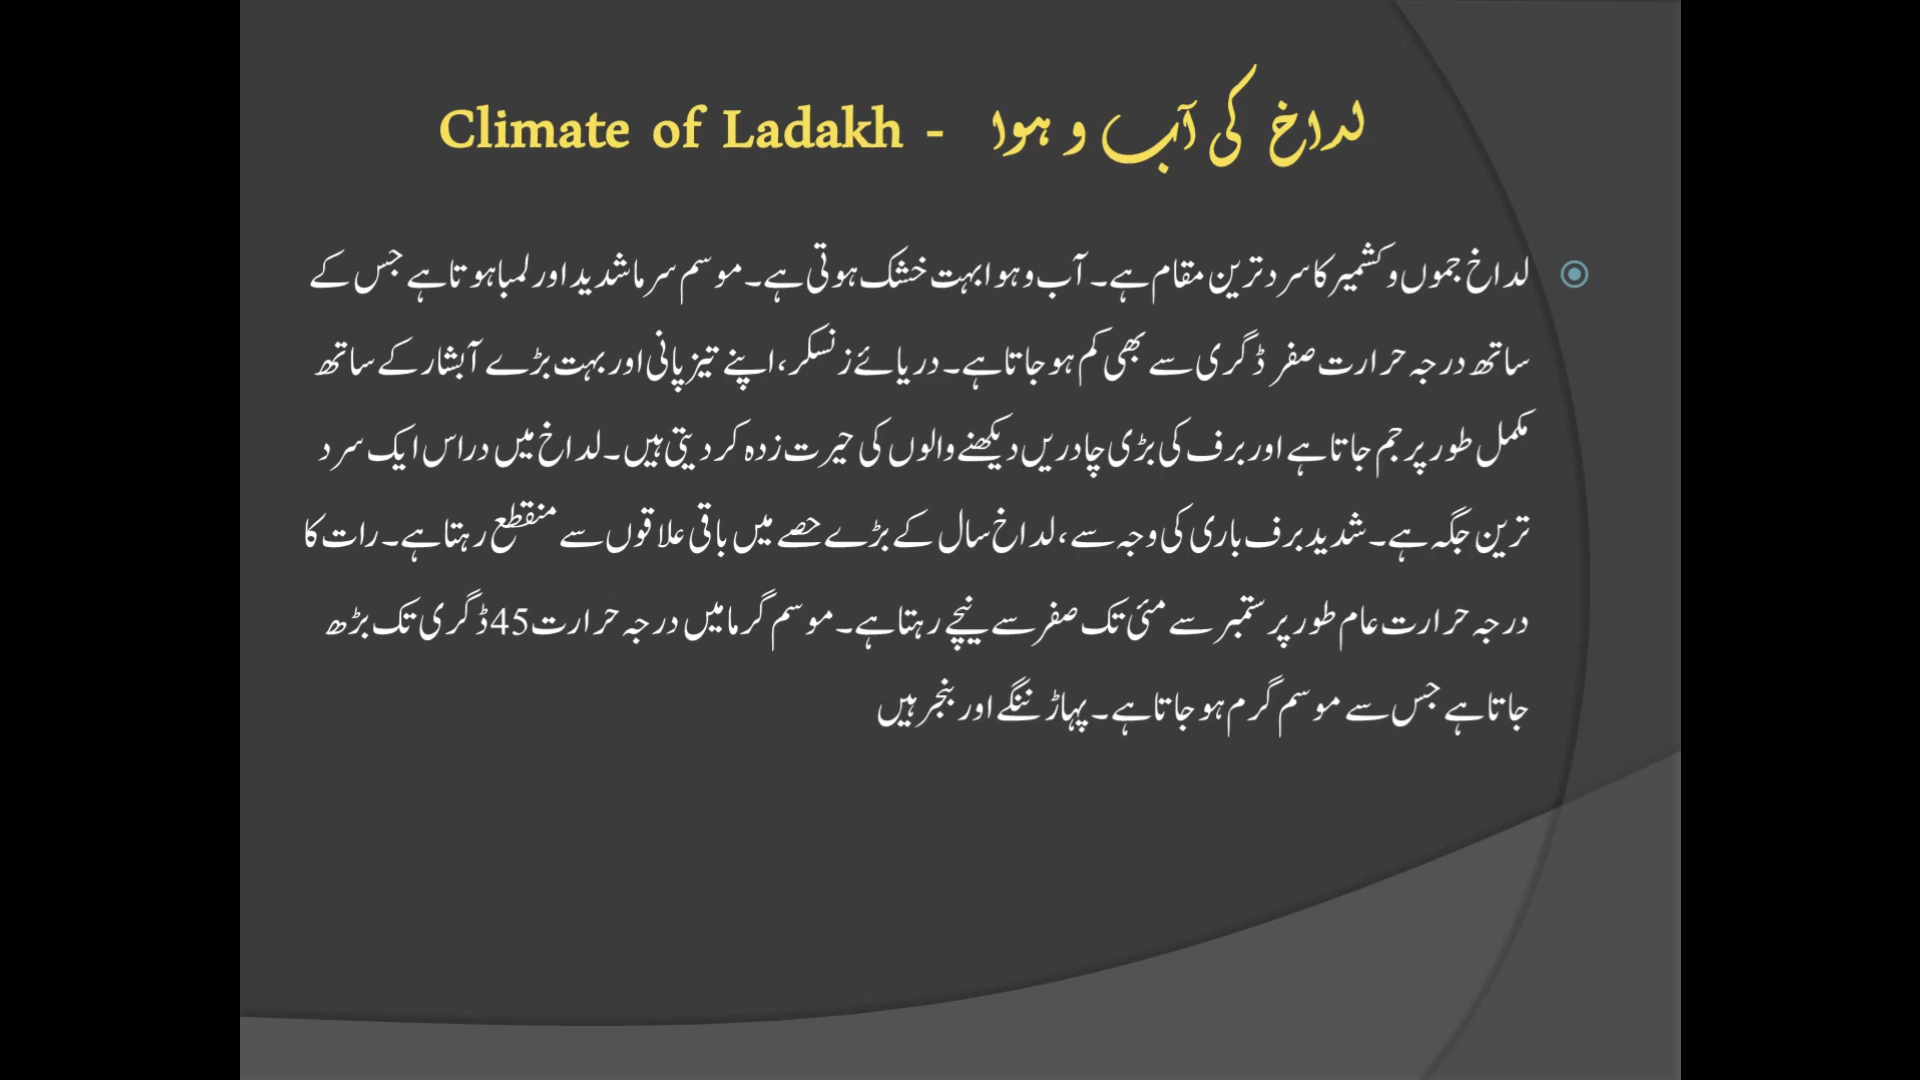 لداخ کی آب و ہوا - Climate of Ladakh
لداخ جموں و کشمیر کا سرد ترین مقام ہے۔ آب و ہوا بہت خشک ہوتی ہے۔ موسم سرما شدید اور لمبا ہوتا ہے جس کے
ساتھ درجہ حرارت صفر ڈگری سے بھی کم ہو جاتا ہے۔ دریائے زنسکر، اپنے تیز پانی اور بہت بڑے آبشار کے ساتھ
مکمل طور پر جم جاتا ہے اور برف کی بڑی چادریں دیکھنے والوں کی حیرت زدہ کر دیتی ہیں۔ لداخ میں دراس ایک سرد
ترین جگہ ہے۔ شدید برف باری کی وجہ سے، لداخ سال کے بڑے حصے میں باقی علاقوں سے منقطع رہتا ہے۔ رات کا
درجہ حرارت عام طور پر ستمبر سے مئی تک صفر سے نیچے رہتا ہے۔ موسم گرما میں درجہ حرارت 45 ڈگری تک بڑھ
جاتا ہے جس سے موسم گرم ہو جاتا ہے۔ پہاڑ ننگے اور بنجر ہیں